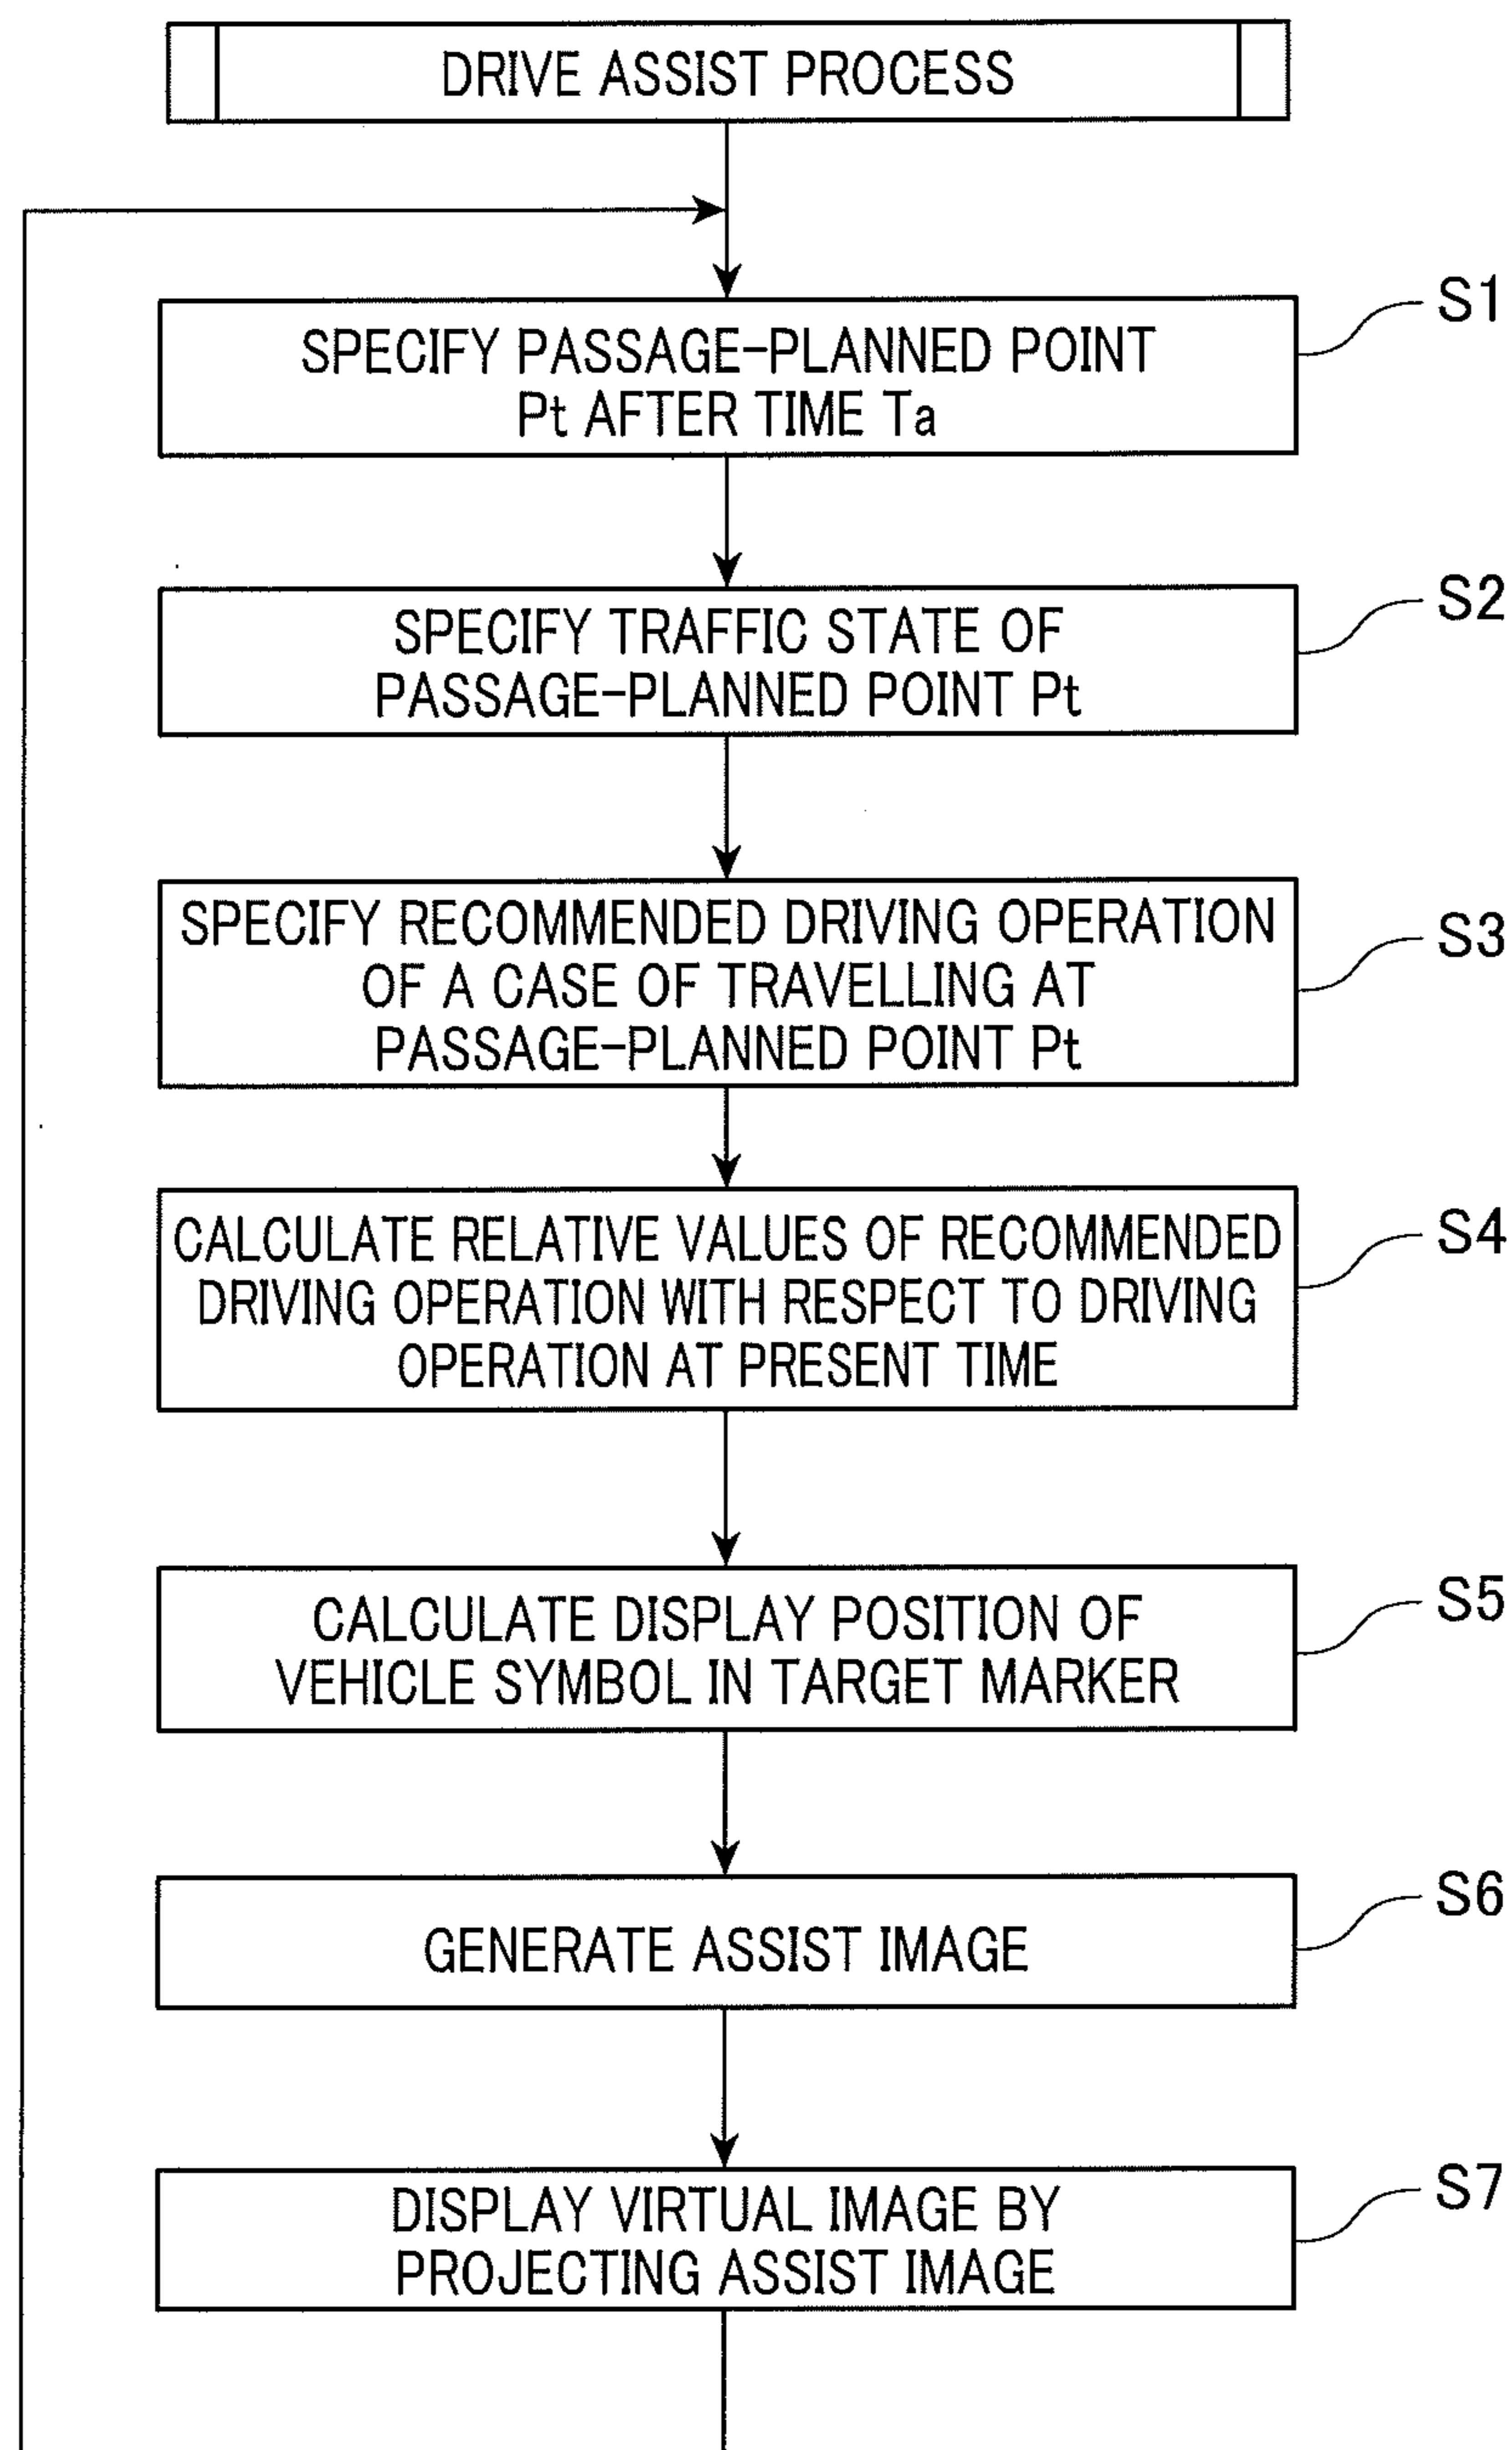 DRIVE ASSIST PROCESS
S1
SPECIFY PASSAGE-PLANNED POINT
Pt AFTER TIME Ta
S2
SPECIFY TRAFFIC STATE OF
PASSAGE-PLANNED POINT Pt
S3
SPECIFY RECOMMENDED DRIVING OPERATION
OF A CASE OF TRAVELLING AT
PASSAGE-PLANNED POINT Pt
S4
CALCULATE RELATIVE VALUES OF RECOMMENDED
DRIVING OPERATION WITH RESPECT TO DRIVING
OPERATION AT PRESENT TIME
S5
CALCULATE DISPLAY POSITION OF
VEHICLE SYMBOL IN TARGET MARKER
S6
GENERATE ASSIST IMAGE
S7
DISPLAY VIRTUAL IMAGE BY
PROJECTING ASSIST IMAGE